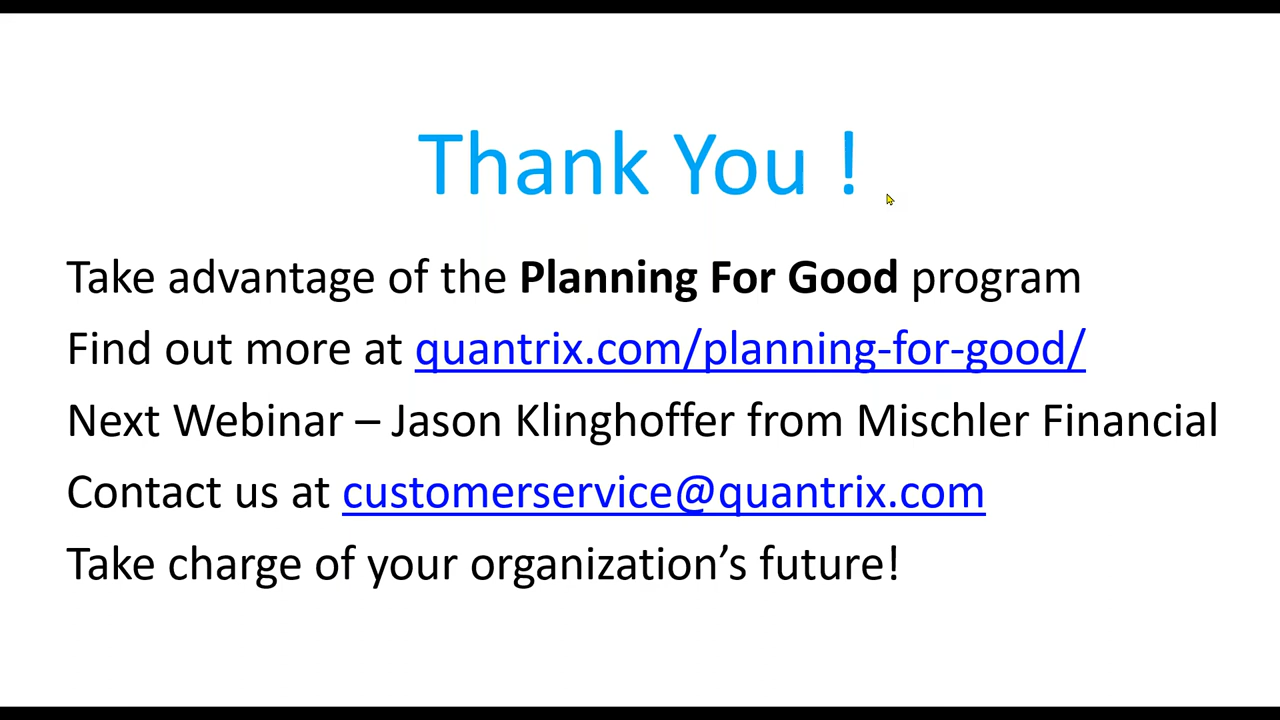 Thank You !
Take advantage of the Planning For Good program
Find out more at quantrix.com/planning-for-good/
Next Webinar – Jason Klinghoffer from Mischler Financial
Contact us at customerservice@quantrix.com
Take charge of your organization’s future!